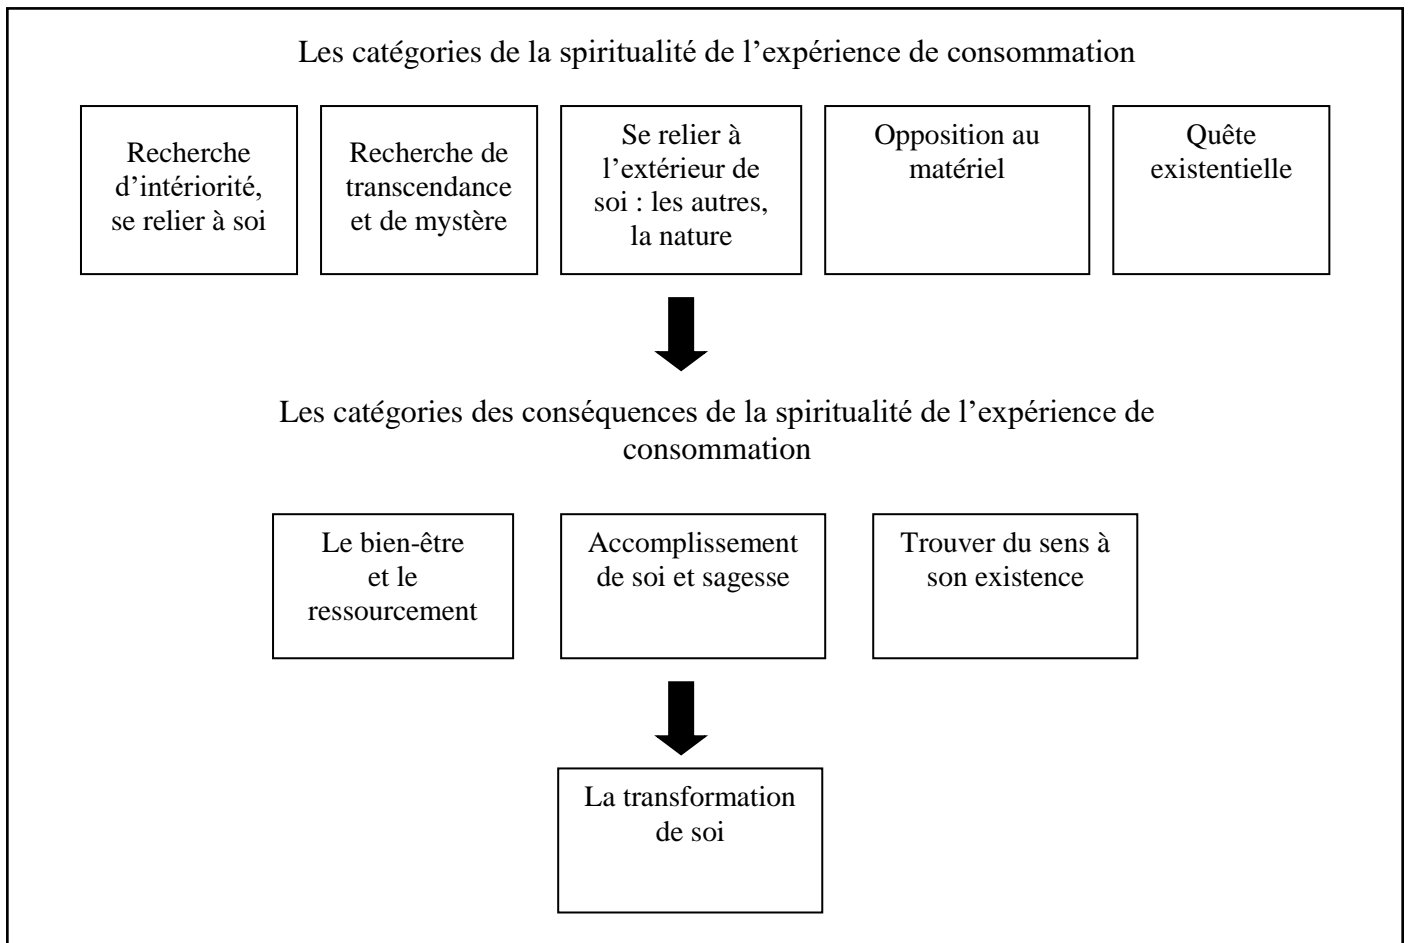 Les catégories de la spiritualité de l’expérience de consommation
Recherche
d’intériorité,
se relier à soi
Recherche de
transcendance
et de mystère
Se relier à
l’extérieur de
soi : les autres,
la nature
Opposition au
matériel
Quête
existentielle
Les catégories des conséquences de la spiritualité de l’expérience de
consommation
Le bien-être
et le
ressourcement
Accomplissement
de soi et sagesse
Trouver du sens à
son existence
La transformation
de soi